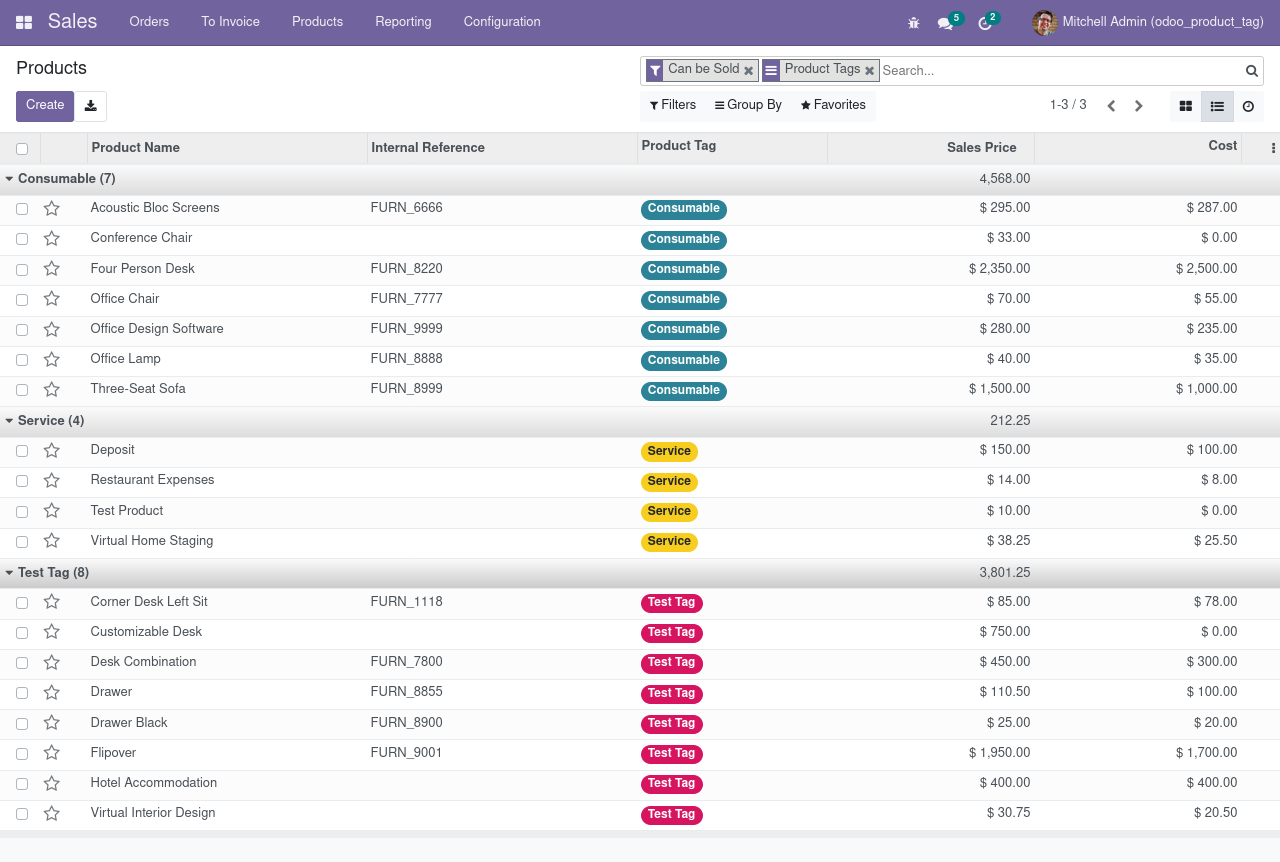 Sales Orders To Invoice Products Reporting Configuration 5 2 Mitchell Admin (odoo_product_tag)
Products Can be Sold Product Tags Search...
Create Filters Group By Favorites 1-3 / 3
Product Name Internal Reference Product Tag Sales Price Cost
Consumable (7) 4,568.00
Acoustic Bloc Screens FURN_6666 Consumable $ 295.00 $ 287.00
Conference Chair Consumable $ 33.00 $ 0.00
Four Person Desk FURN_8220 Consumable $ 2,350.00 $ 2,500.00
Office Chair FURN_7777 Consumable $ 70.00 $ 55.00
Office Design Software FURN_9999 Consumable $ 280.00 $ 235.00
Office Lamp FURN_8888 Consumable $ 40.00 $ 35.00
Three-Seat Sofa FURN_8999 Consumable $ 1,500.00 $ 1,000.00
Service (4) 212.25
Deposit Service $ 150.00 $ 100.00
Restaurant Expenses Service $ 14.00 $ 8.00
Test Product Service $ 10.00 $ 0.00
Virtual Home Staging Service $ 38.25 $ 25.50
Test Tag (8) 3,801.25
Corner Desk Left Sit FURN_1118 Test Tag $ 85.00 $ 78.00
Customizable Desk Test Tag $ 750.00 $ 0.00
Desk Combination FURN_7800 Test Tag $ 450.00 $ 300.00
Drawer FURN_8855 Test Tag $ 110.50 $ 100.00
Drawer Black FURN_8900 Test Tag $ 25.00 $ 20.00
Flipover FURN_9001 Test Tag $ 1,950.00 $ 1,700.00
Hotel Accommodation Test Tag $ 400.00 $ 400.00
Virtual Interior Design Test Tag $ 30.75 $ 20.50